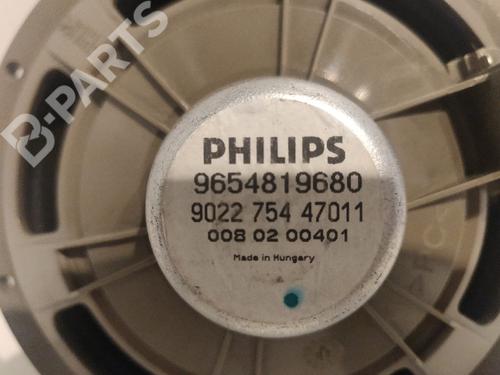 B-PARTS
PHILIPS
9654819680
9022 754 47011
008 02 00401
Made in Hungary